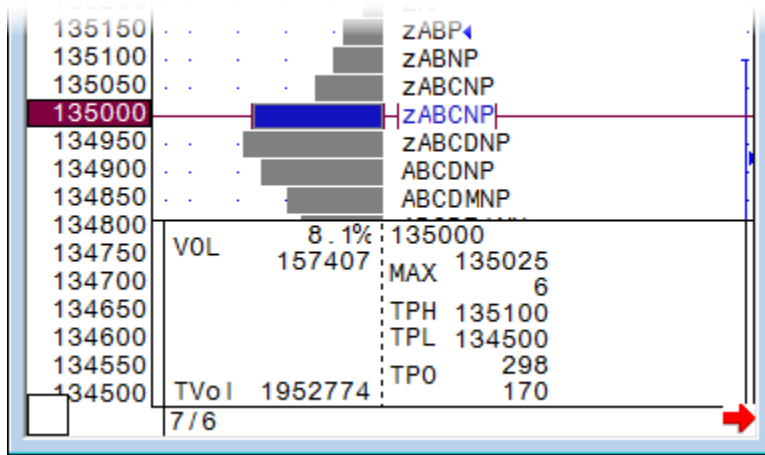 135150 zABP
135100 zABNP
135050 zABCNP
135000 zABCNP
134950 zABCDNP
134900 ABCDNP
134850 ABCDMNP
134800
134750
134700
134650
134600
134550
134500
VOL 8.1%
157407
TVol 1952774
135000
MAX 135025
6
TPH 135100
TPL 134500
TPO 298
170
7/6